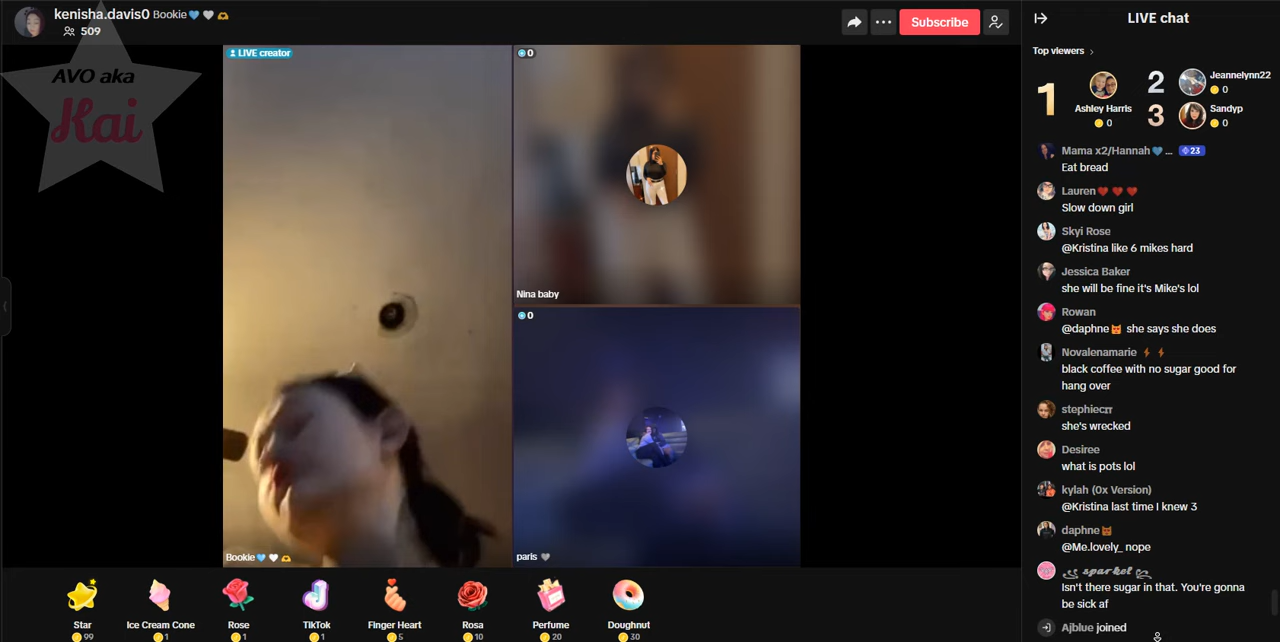 kenisha.davis0 Bookie💙🤍🫶
509
Subscribe
LIVE chat
AVO aka
Kai
LIVE creator
0
Nina baby
0
Bookie💙🤍🫶
paris 🩶
Top viewers
1
Ashley Harris
0
2
Jeannelynn22
0
3
Sandyp
0
Mama x2/Hannah💙... 23
Eat bread
Lauren❤️❤️❤️
Slow down girl
Skyi Rose
@Kristina like 6 mikes hard
Jessica Baker
she will be fine it's Mike's lol
Rowan
@daphne😼 she says she does
Novalenamarie ⚡⚡
black coffee with no sugar good for
hang over
stephiecrr
she's wrecked
Desiree
what is pots lol
kylah (0x Version)
@Kristina last time I knew 3
daphne😼
@Me.lovely_ nope
sparkel
Isn't there sugar in that. You're gonna
be sick af
Ajblue joined
Star
99
Ice Cream Cone
1
Rose
1
TikTok
1
Finger Heart
5
Rosa
10
Perfume
20
Doughnut
30